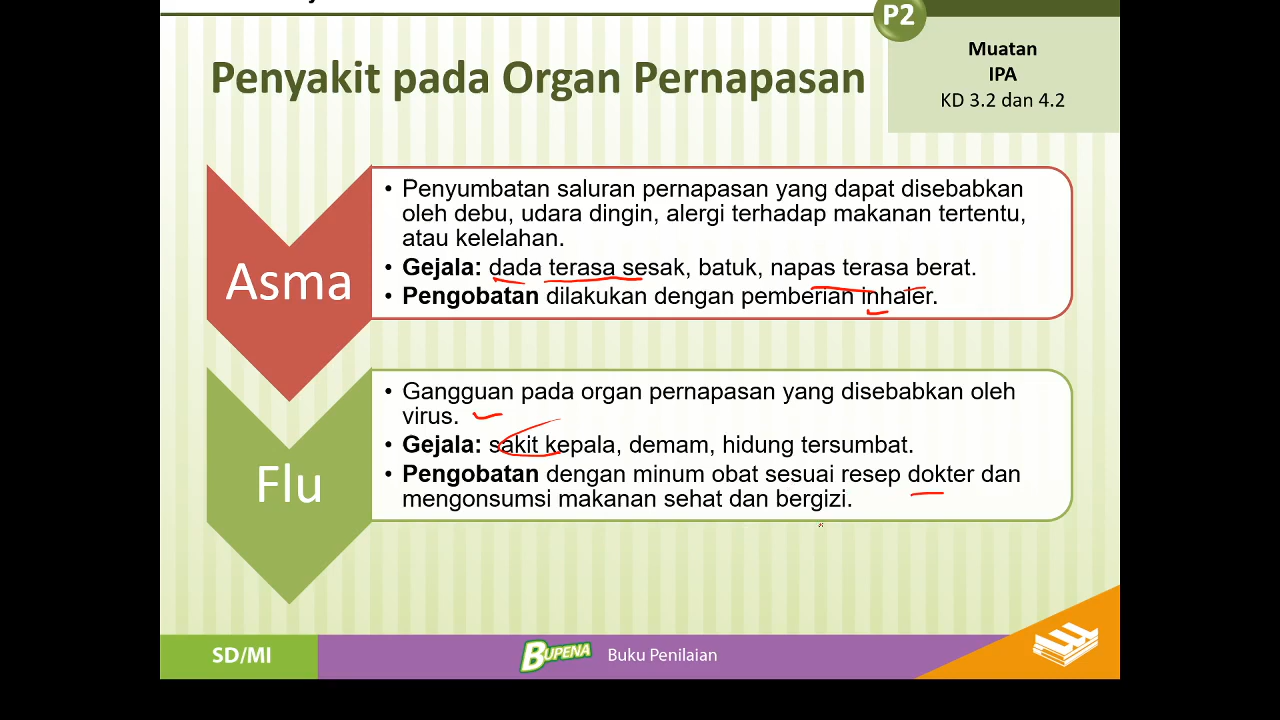 P2
Muatan
IPA
KD 3.2 dan 4.2
Penyakit pada Organ Pernapasan
Asma
• Penyumbatan saluran pernapasan yang dapat disebabkan
oleh debu, udara dingin, alergi terhadap makanan tertentu,
atau kelelahan.
• Gejala: dada terasa sesak, batuk, napas terasa berat.
• Pengobatan dilakukan dengan pemberian inhaler.
Flu
• Gangguan pada organ pernapasan yang disebabkan oleh
virus.
• Gejala: sakit kepala, demam, hidung tersumbat.
• Pengobatan dengan minum obat sesuai resep dokter dan
mengonsumsi makanan sehat dan bergizi.
SD/MI
BUPENA
Buku Penilaian